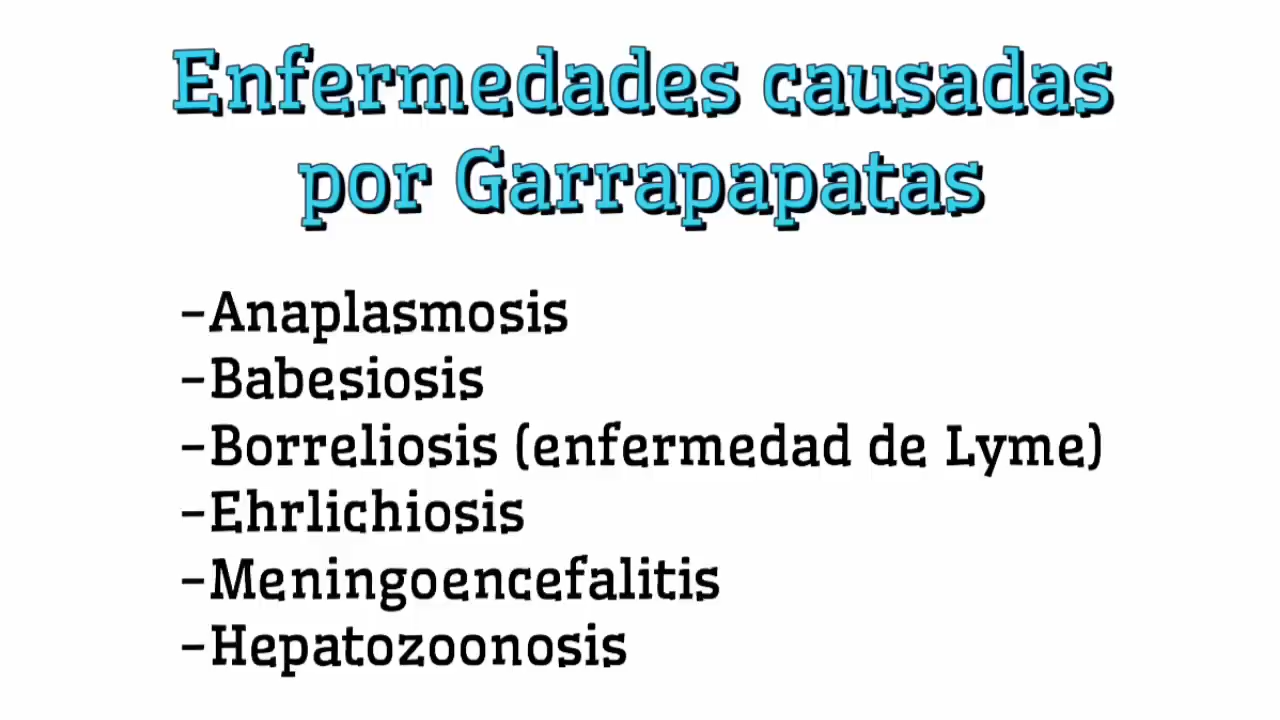 Enfermedades causadas
por Garrapapatas
-Anaplasmosis
-Babesiosis
-Borreliosis (enfermedad de Lyme)
-Ehrlichiosis
-Meningoencefalitis
-Hepatozoonosis